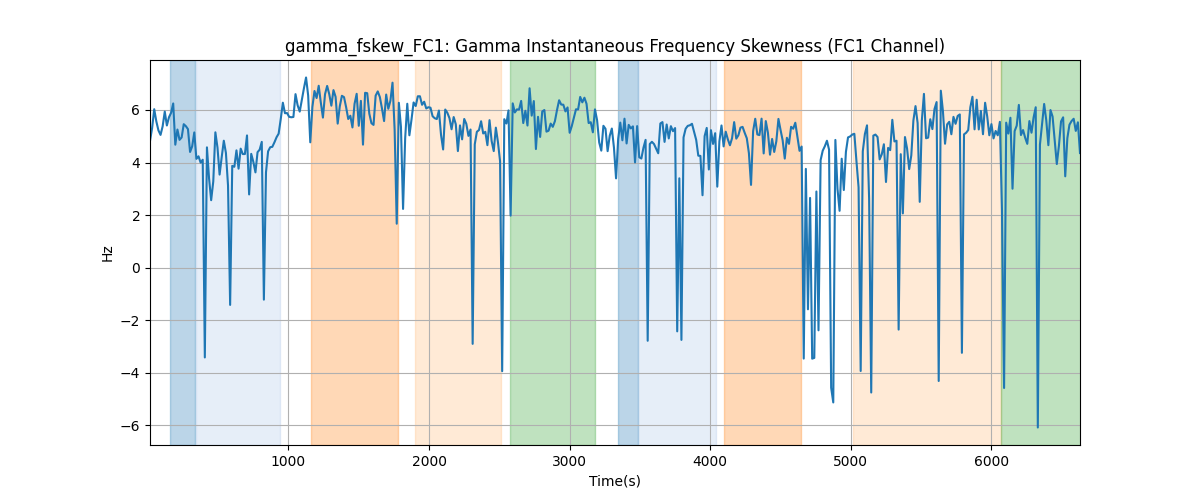 gamma_fskew_FC1: Gamma Instantaneous Frequency Skewness (FC1 Channel)
Hz
6
4
2
0
−2
−4
−6
1000 2000 3000 4000 5000 6000
Time(s)